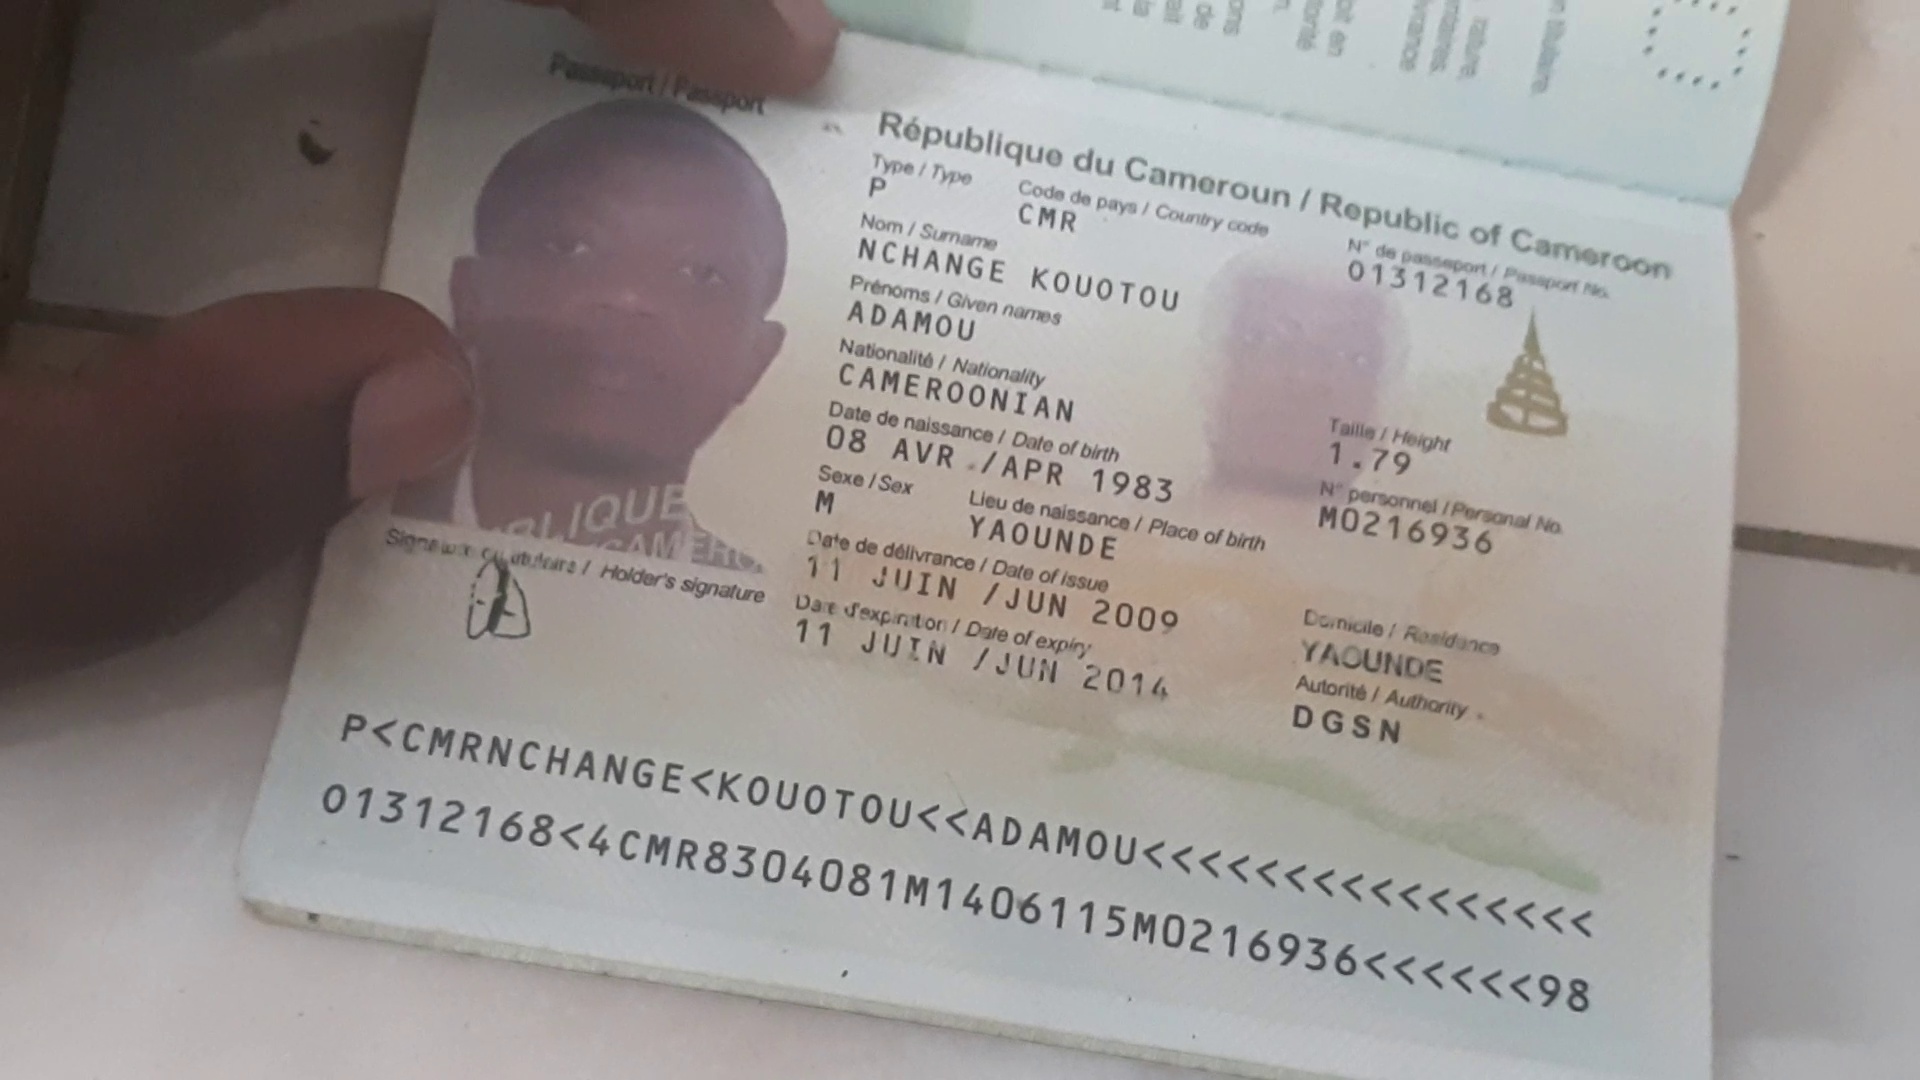 Passeport / Passport
République du Cameroun / Republic of Cameroon
Type / Type
P
Code de pays / Country code
CMR
N° de passeport / Passport No.
01312168
Nom / Surname
NCHANGE KOUOTOU
Prénoms / Given names
ADAMOU
Nationalité / Nationality
CAMEROONIAN
Date de naissance / Date of birth
08 AVR ./APR 1983
Taille / Height
1.79
Sexe / Sex
M
Lieu de naissance / Place of birth
YAOUNDE
N° personnel / Personal No.
M0216936
Date de délivrance / Date of issue
11 JUIN /JUN 2009
Date d'expiration / Date of expiry
11 JUIN /JUN 2014
Domicile / Residence
YAOUNDE
Autorité / Authority
DGSN
/ Holder's signature
P<CMRNCHANGE<KOUOTOU<<ADAMOU<<<<<<<<<<<<<<<<
01312168<4CMR8304081M1406115M0216936<<<<<<98